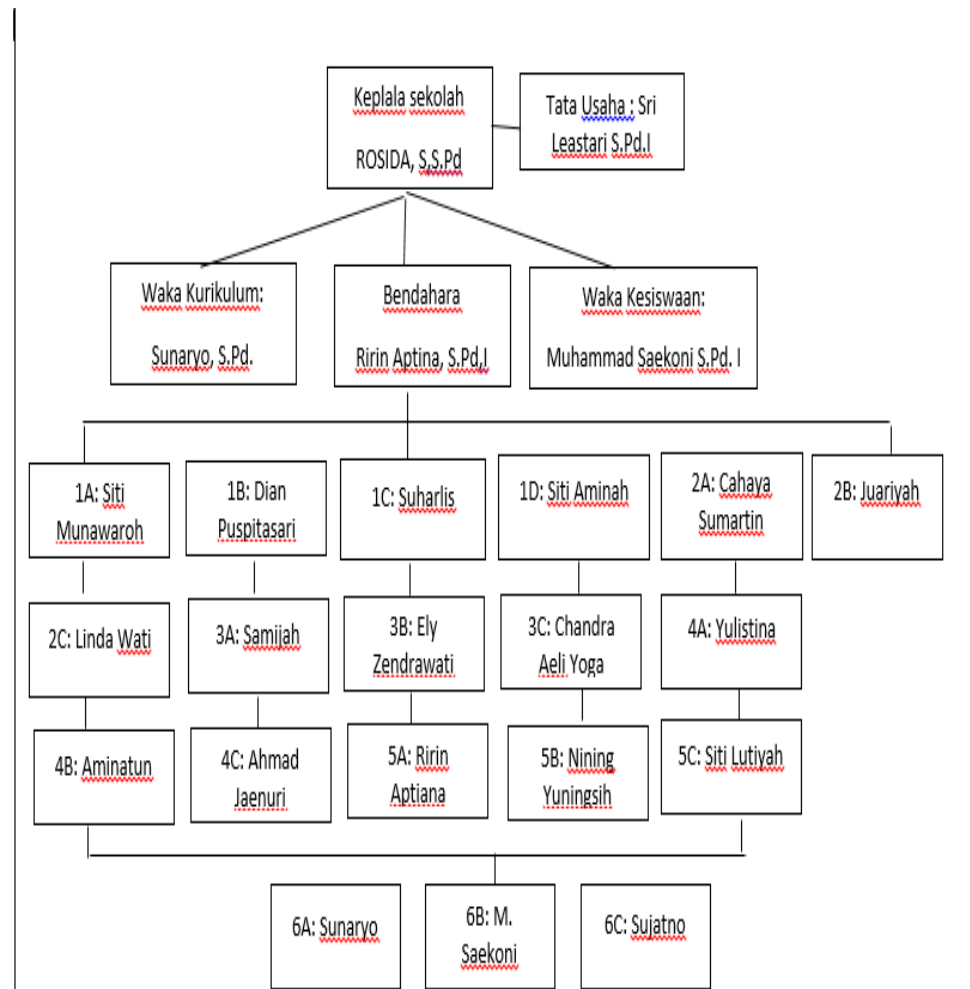 Keplala sekolah
ROSIDA, S,S.Pd
Tata Usaha : Sri
Leastari S.Pd.I
Waka Kurikulum:
Sunaryo, S.Pd.
Bendahara
Ririn Aptina, S.Pd,I
Waka Kesiswaan:
Muhammad Saekoni S.Pd. I
1A: Siti
Munawaroh
1B: Dian
Puspitasari
1C: Suharlis
1D: Siti Aminah
2A: Cahaya
Sumartin
2B: Juariyah
2C: Linda Wati
3A: Samijah
3B: Ely
Zendrawati
3C: Chandra
Aeli Yoga
4A: Yulistina
4B: Aminatun
4C: Ahmad
Jaenuri
5A: Ririn
Aptiana
5B: Nining
Yuningsih
5C: Siti Lutiyah
6A: Sunaryo
6B: M.
Saekoni
6C: Sujatno